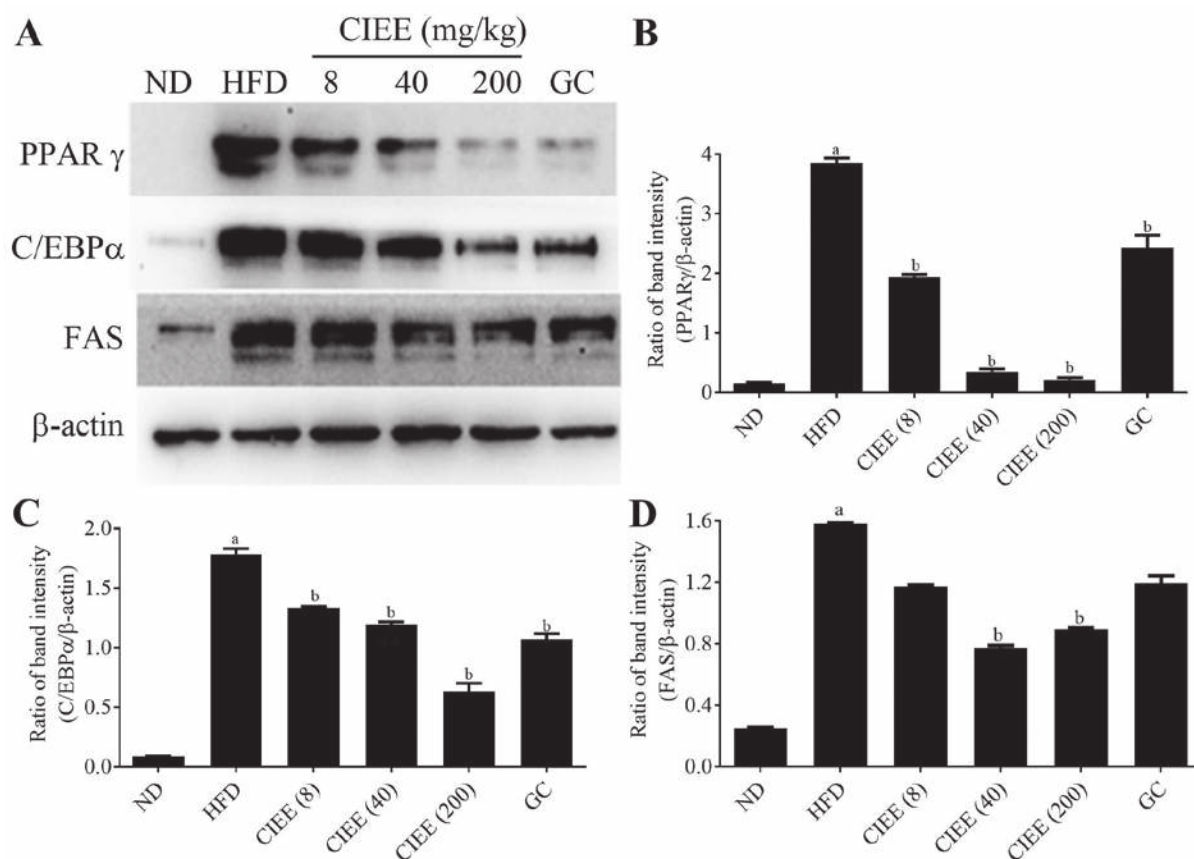 A
CIEE (mg/kg)
ND HFD 8 40 200 GC
PPAR γ
C/EBPα
FAS
β-actin
B
Ratio of band intensity
(PPARγ/β-actin)
4
3
2
1
0
a
b
b
b
b
ND
HFD
CIEE (8)
CIEE (40)
CIEE (200)
GC
C
Ratio of band intensity
(C/EBPα/β-actin)
2.0
1.5
1.0
0.5
0.0
a
b
b
b
b
ND
HFD
CIEE (8)
CIEE (40)
CIEE (200)
GC
D
Ratio of band intensity
(FAS/β-actin)
1.6
1.2
0.8
0.4
0.0
a
b
b
ND
HFD
CIEE (8)
CIEE (40)
CIEE (200)
GC